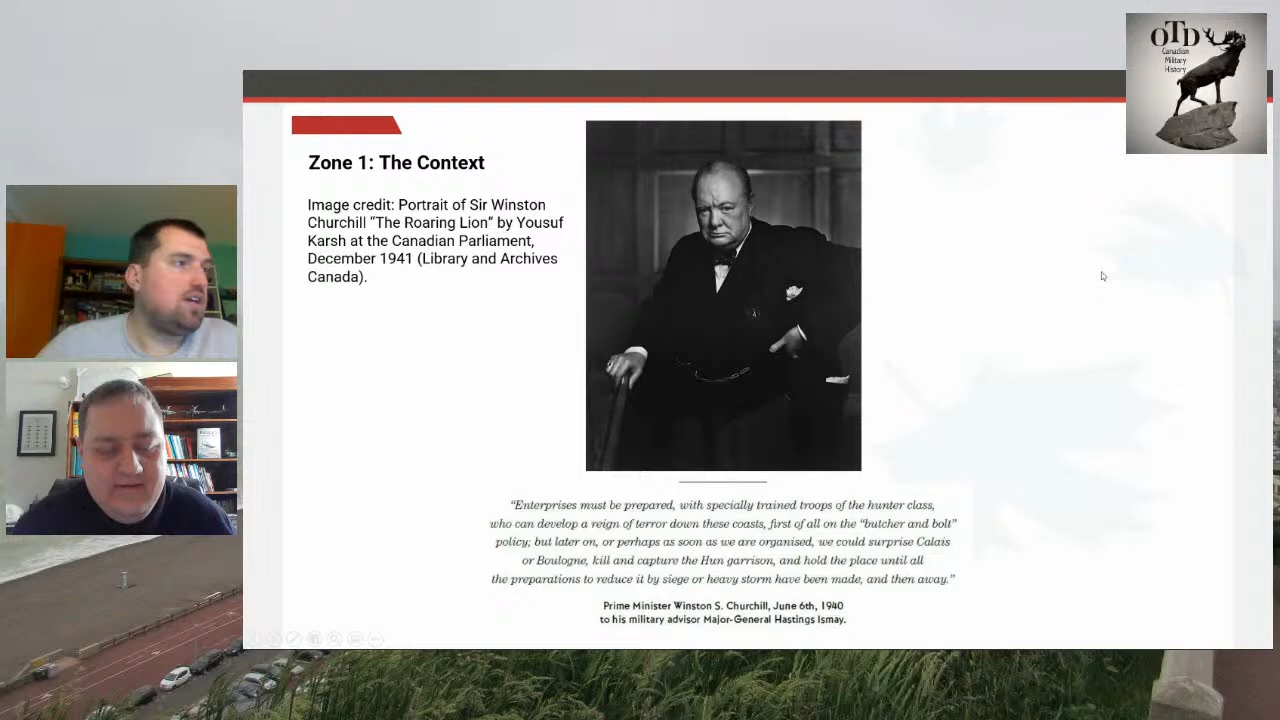 OTD
Canadian
Military
History
Zone 1: The Context
Image credit: Portrait of Sir Winston
Churchill “The Roaring Lion” by Yousuf
Karsh at the Canadian Parliament,
December 1941 (Library and Archives
Canada).
“Enterprises must be prepared, with specially trained troops of the hunter class,
who can develop a reign of terror down these coasts, first of all on the “butcher and bolt”
policy; but later on, or perhaps as soon as we are organised, we could surprise Calais
or Boulogne, kill and capture the Hun garrison, and hold the place until all
the preparations to reduce it by siege or heavy storm have been made, and then away.”
Prime Minister Winston S. Churchill, June 6th, 1940
to his military advisor Major-General Hastings Ismay.